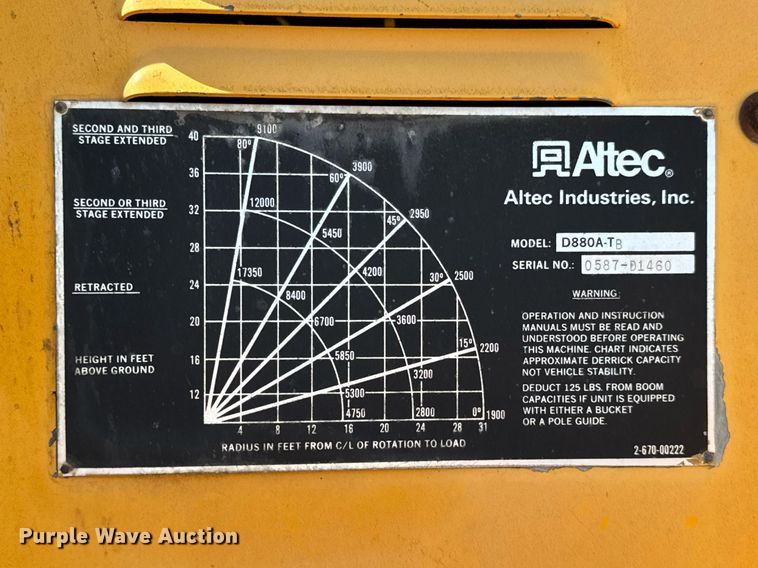 SECOND AND THIRD
STAGE EXTENDED
SECOND OR THIRD
STAGE EXTENDED
RETRACTED
HEIGHT IN FEET
ABOVE GROUND
40
36
32
28
24
20
16
12
80° 9100
60° 3900
45° 2950
30° 2500
15° 2200
0° 1900
12000
5450
4200
3600
3200
2800
17350
8400
6700
5850
5300
4750
4 8 12 16 20 24 28 31
RADIUS IN FEET FROM C/L OF ROTATION TO LOAD
Altec®
Altec Industries, Inc.
MODEL: D880A-TB
SERIAL NO.: 0587-D1460
WARNING:
OPERATION AND INSTRUCTION
MANUALS MUST BE READ AND
UNDERSTOOD BEFORE OPERATING
THIS MACHINE. CHART INDICATES
APPROXIMATE DERRICK CAPACITY
NOT VEHICLE STABILITY.
DEDUCT 125 LBS. FROM BOOM
CAPACITIES IF UNIT IS EQUIPPED
WITH EITHER A BUCKET
OR A POLE GUIDE.
2-670-00222
Purple Wave Auction®